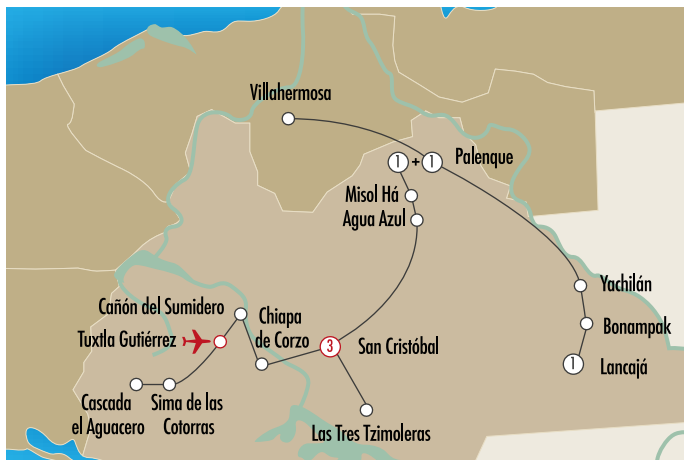 Villahermosa
1 + 1
Palenque
Misol Há
Agua Azul
Yachilán
Cañón del Sumidero
Chiapa
de Corzo
Bonampak
Tuxtla Gutiérrez
3
San Cristóbal
1
Lancajá
Cascada
el Aguacero
Sima de las
Cotorras
Las Tres Tzimoleras